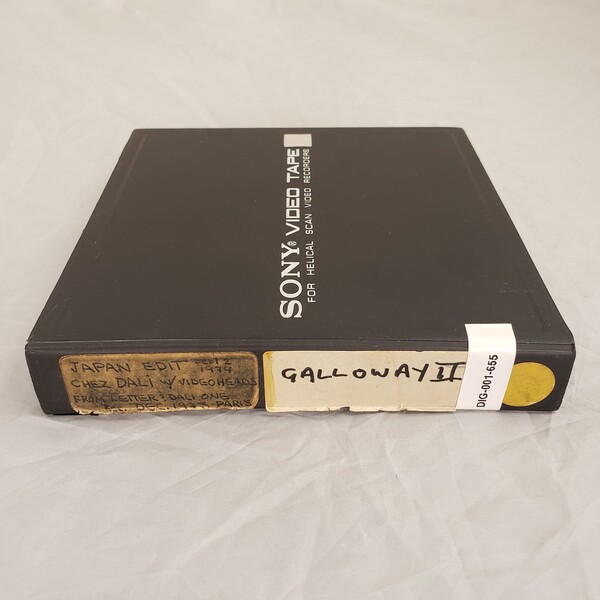 SONY® VIDEO TAPE
FOR HELICAL SCAN VIDEO RECORDERS
JAPAN EDIT 1979
CHEZ DALI W/ VIDEOHEADS
FROM LETTER: DALI ONE
PARIS
GALLOWAY II
DIG-001-655